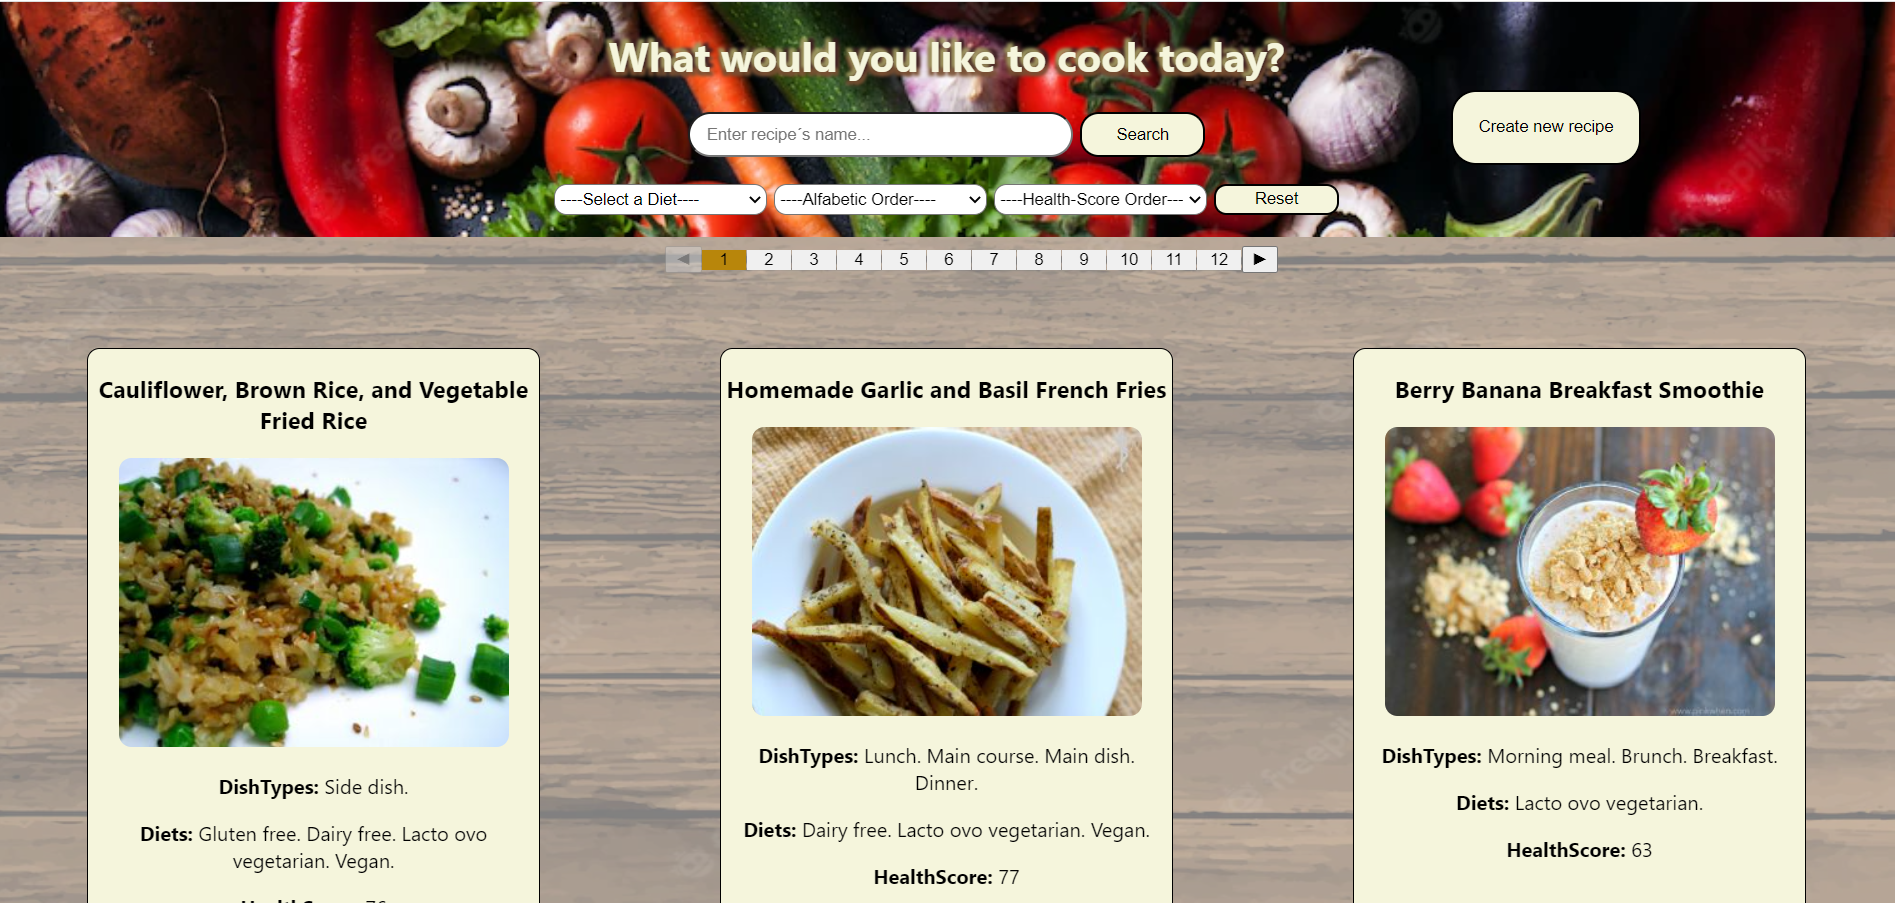 What would you like to cook today?
Enter recipe´s name...
Search
Create new recipe
----Select a Diet----
----Alfabetic Order----
----Health-Score Order---
Reset
◄ 1 2 3 4 5 6 7 8 9 10 11 12 ►
Cauliflower, Brown Rice, and Vegetable
Fried Rice
DishTypes: Side dish.
Diets: Gluten free. Dairy free. Lacto ovo
vegetarian. Vegan.
Homemade Garlic and Basil French Fries
DishTypes: Lunch. Main course. Main dish.
Dinner.
Diets: Dairy free. Lacto ovo vegetarian. Vegan.
HealthScore: 77
Berry Banana Breakfast Smoothie
DishTypes: Morning meal. Brunch. Breakfast.
Diets: Lacto ovo vegetarian.
HealthScore: 63